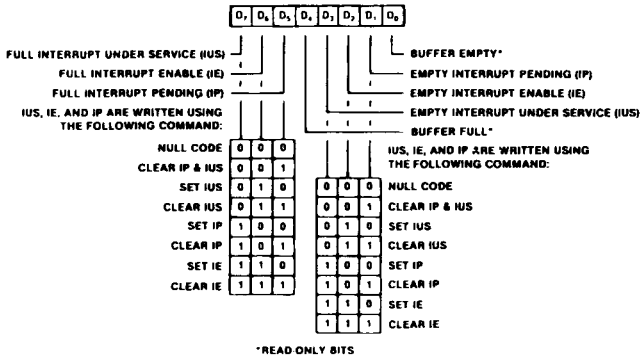 D7 D6 D5 D4 D3 D2 D1 D0
FULL INTERRUPT UNDER SERVICE (IUS)
FULL INTERRUPT ENABLE (IE)
FULL INTERRUPT PENDING (IP)
IUS, IE, AND IP ARE WRITTEN USING
THE FOLLOWING COMMAND:
NULL CODE 0 0 0
CLEAR IP & IUS 0 0 1
SET IUS 0 1 0
CLEAR IUS 0 1 1
SET IP 1 0 0
CLEAR IP 1 0 1
SET IE 1 1 0
CLEAR IE 1 1 1
BUFFER EMPTY*
EMPTY INTERRUPT PENDING (IP)
EMPTY INTERRUPT ENABLE (IE)
EMPTY INTERRUPT UNDER SERVICE (IUS)
BUFFER FULL*
IUS, IE, AND IP ARE WRITTEN USING
THE FOLLOWING COMMAND:
0 0 0 NULL CODE
0 0 1 CLEAR IP & IUS
0 1 0 SET IUS
0 1 1 CLEAR IUS
1 0 0 SET IP
1 0 1 CLEAR IP
1 1 0 SET IE
1 1 1 CLEAR IE
*READ-ONLY BITS